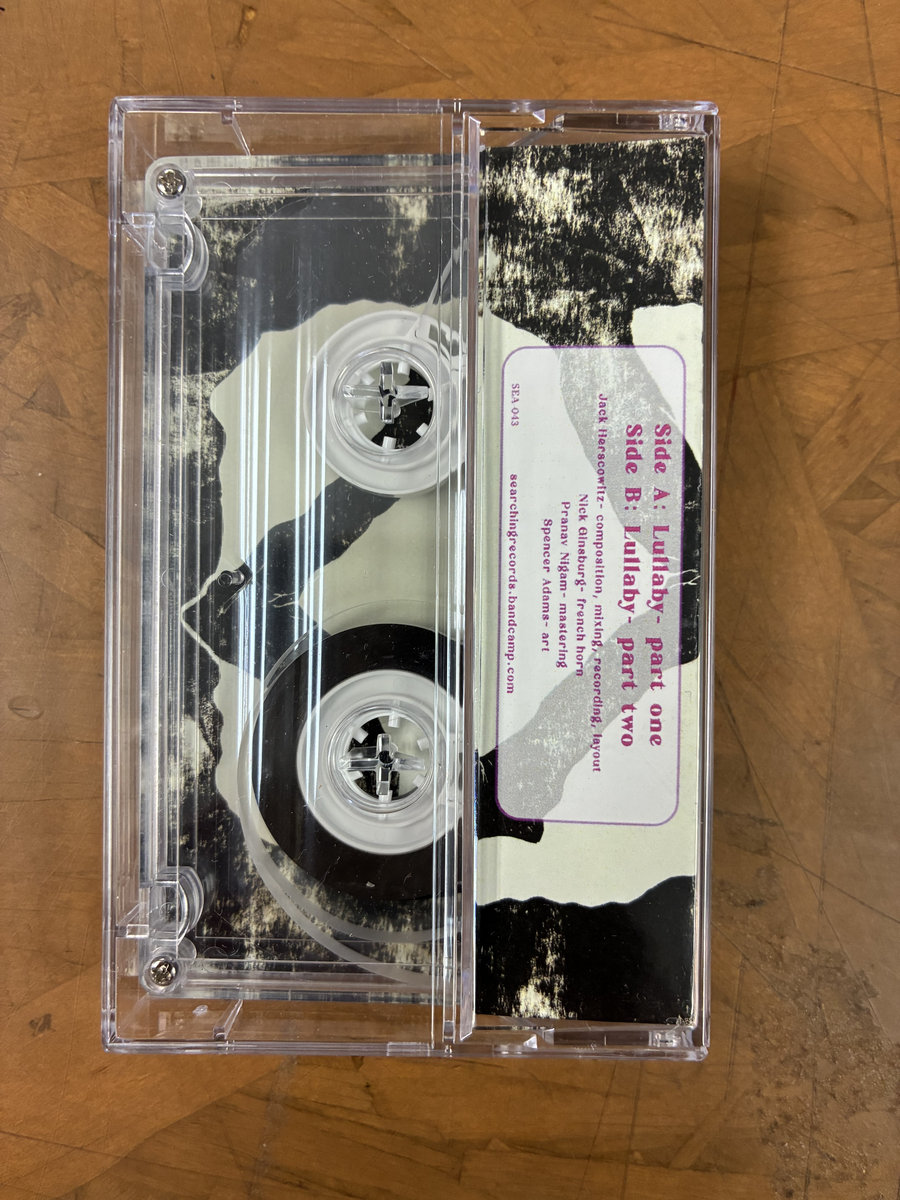 Side A: Lullaby- part one
Side B: Lullaby- part two
Jack Herscowitz- composition, mixing, recording, layout
Nick Ginsburg- french horn
Pranav Nigam- mastering
Spencer Adams- art
SEA-043
searchingrecords.bandcamp.com